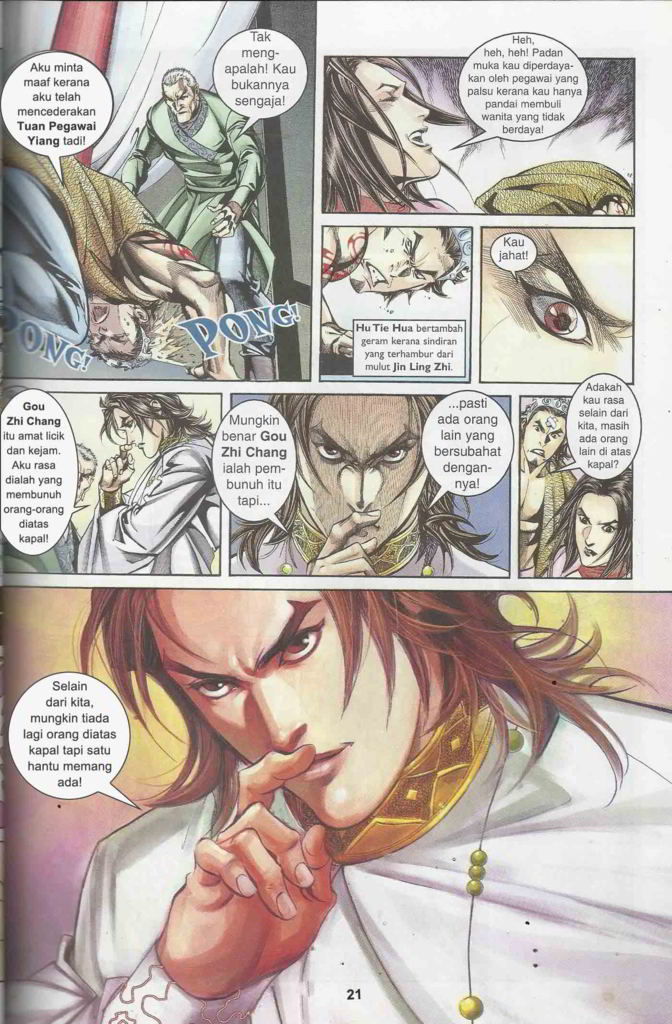 Aku minta
maaf kerana
aku telah
mencederakan
Tuan Pegawai
Yiang tadi!
Tak
meng-
apalah! Kau
bukannya
sengaja!
PONG!
PONG!
Heh,
heh, heh! Padan
muka kau diperdaya-
kan oleh pegawai yang
palsu kerana kau hanya
pandai membuli
wanita yang tidak
berdaya!
Hu Tie Hua bertambah
geram kerana sindiran
yang terhambur dari
mulut Jin Ling Zhi.
Kau
jahat!
Gou
Zhi Chang
itu amat licik
dan kejam.
Aku rasa
dialah yang
membunuh
orang-orang
diatas
kapal!
Mungkin
benar Gou
Zhi Chang
ialah pem-
bunuh itu
tapi...
...pasti
ada orang
lain yang
bersubahat
dengan-
nya!
Adakah
kau rasa
selain dari
kita, masih
ada orang
lain di atas
kapal?
Selain
dari kita,
mungkin tiada
lagi orang diatas
kapal tapi satu
hantu memang
ada!
21